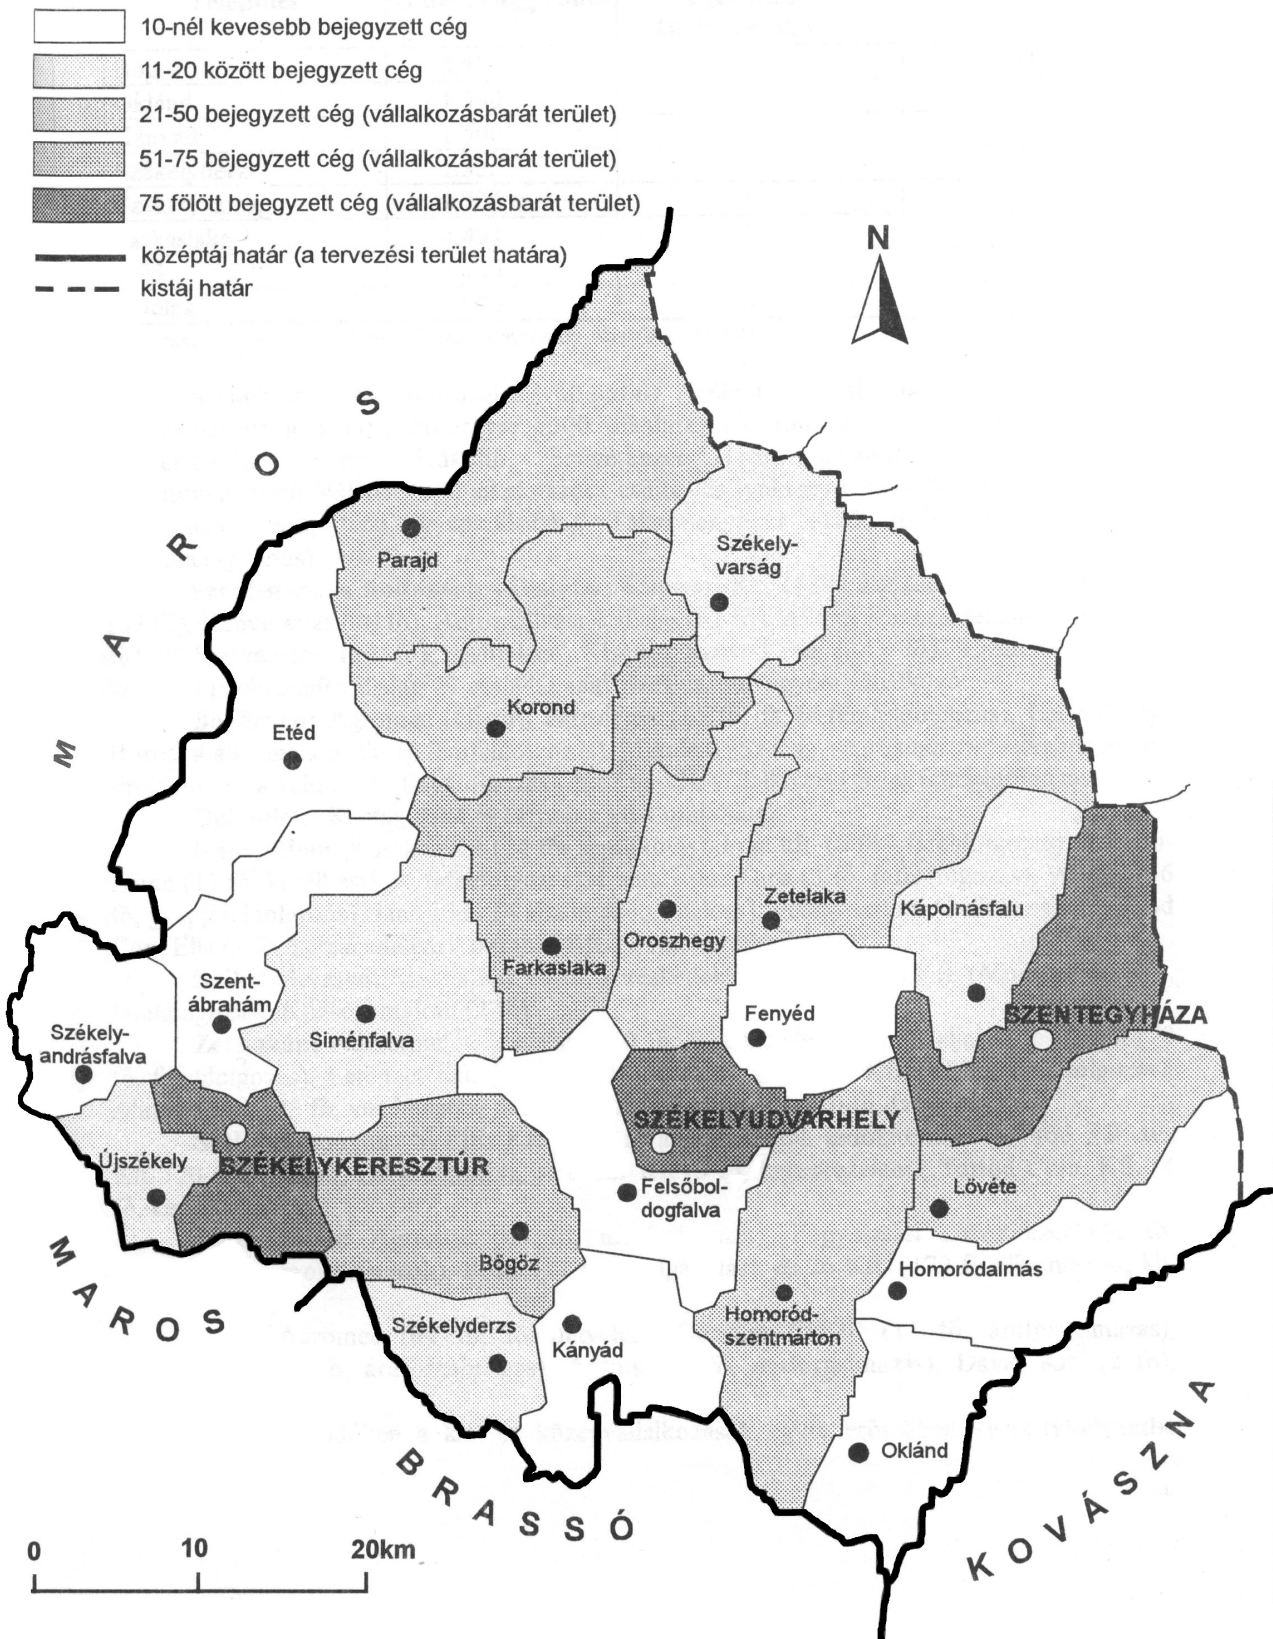 10-nél kevesebb bejegyzett cég
11-20 között bejegyzett cég
21-50 bejegyzett cég (vállalkozásbarát terület)
51-75 bejegyzett cég (vállalkozásbarát terület)
75 fölött bejegyzett cég (vállalkozásbarát terület)
középtáj határ (a tervezési terület határa)
kistáj határ
N
MAROS
Parajd
Székely-
varság
Korond
Etéd
Zetelaka
Kápolnásfalu
Oroszhegy
Farkaslaka
Szent-
ábrahám
Siménfalva
Fenyéd
SZENTEGYHÁZA
Székely-
andrásfalva
SZÉKELYUDVARHELY
Újszékely
SZÉKELYKERESZTÚR
Felsőbol-
dogfalva
Lövéte
Bögöz
Homoródalmás
Homoród-
szentmárton
Székelyderzs
Kányád
MAROS
Oklánd
BRASSÓ
KOVÁSZNA
0 10 20km